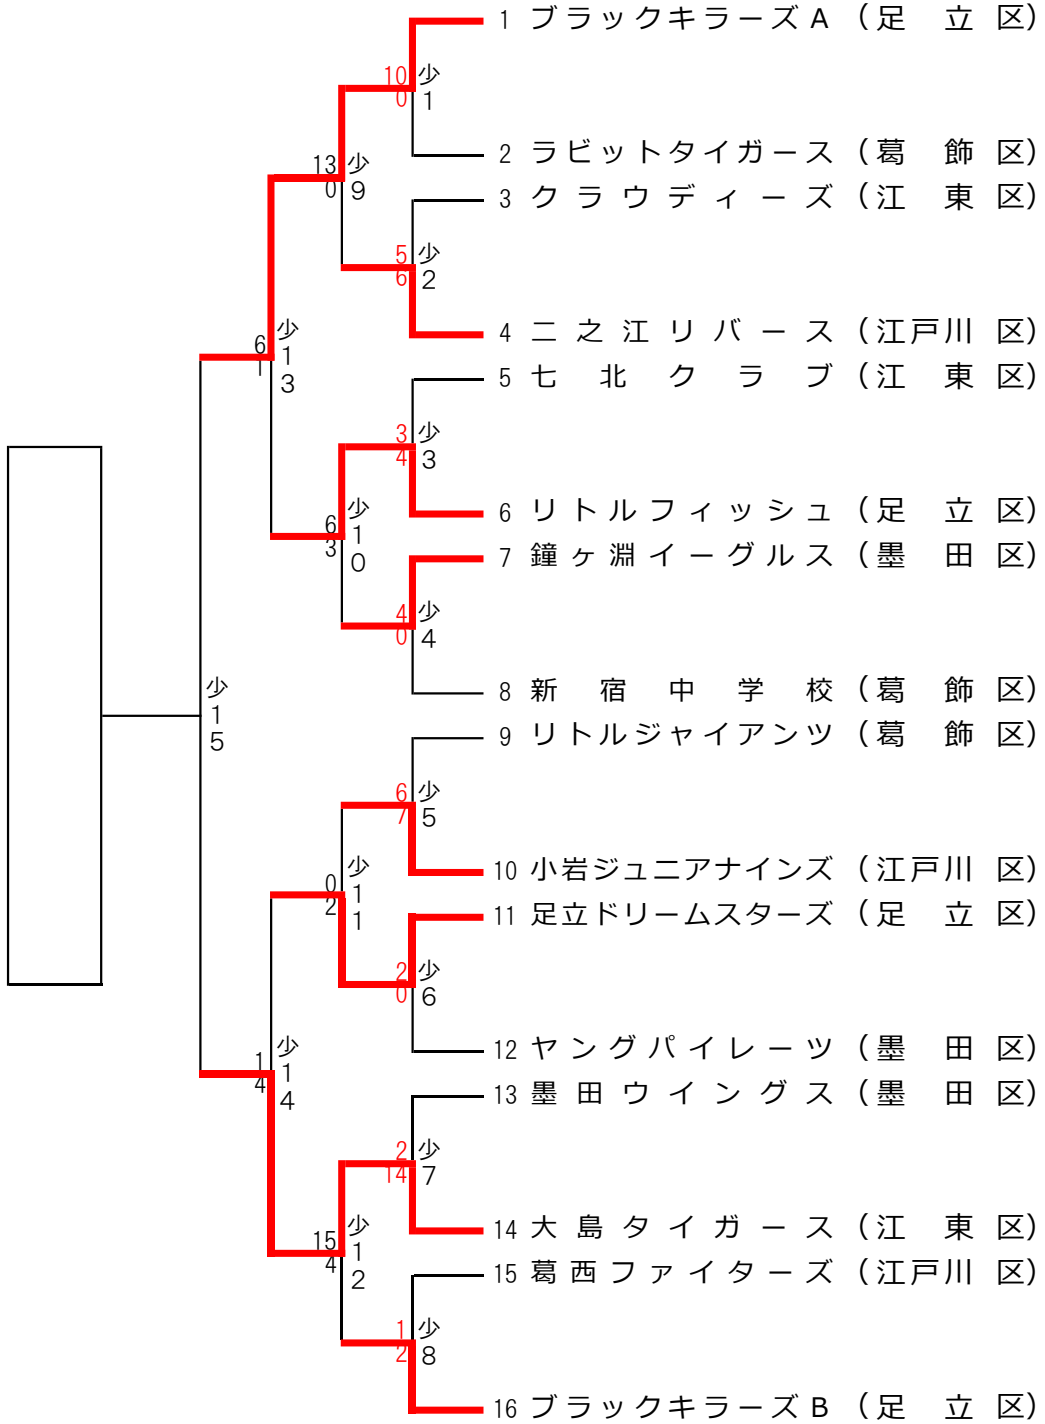 1 ブラックキラーズA (足立区)
10 少1
0
2 ラビットタイガース (葛飾区)
13 少9
0
3 クラウディーズ (江東区)
5 少2
6
4 二之江リバース (江戸川区)
6 少13
1
5 七北クラブ (江東区)
3 少3
4
6 リトルフィッシュ (足立区)
6 少10
3
7 鐘ヶ淵イーグルス (墨田区)
4 少4
0
8 新宿中学校 (葛飾区)
少15
9 リトルジャイアンツ (葛飾区)
6 少5
7
10 小岩ジュニアナインズ (江戸川区)
0 少11
2
11 足立ドリームスターズ (足立区)
2 少6
0
12 ヤングパイレーツ (墨田区)
1 少14
4
13 墨田ウイングス (墨田区)
2 少7
14
14 大島タイガース (江東区)
15 少12
4
15 葛西ファイターズ (江戸川区)
1 少8
2
16 ブラックキラーズB (足立区)